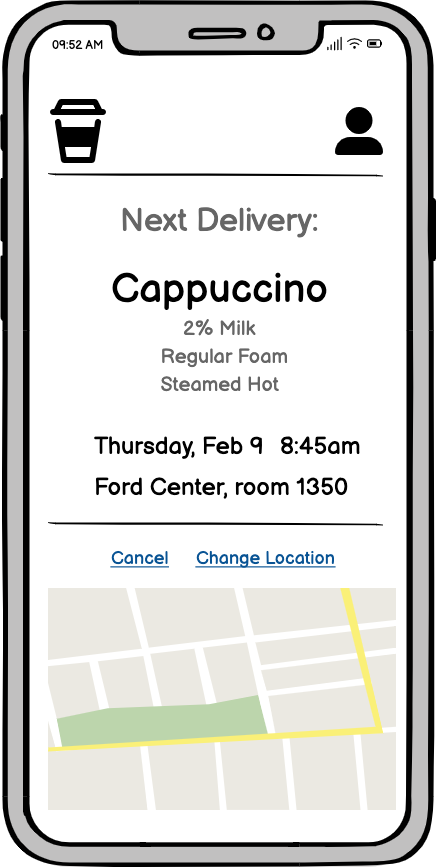 09:52 AM
Next Delivery:
Cappuccino
2% Milk
Regular Foam
Steamed Hot
Thursday, Feb 9 8:45am
Ford Center, room 1350
Cancel Change Location